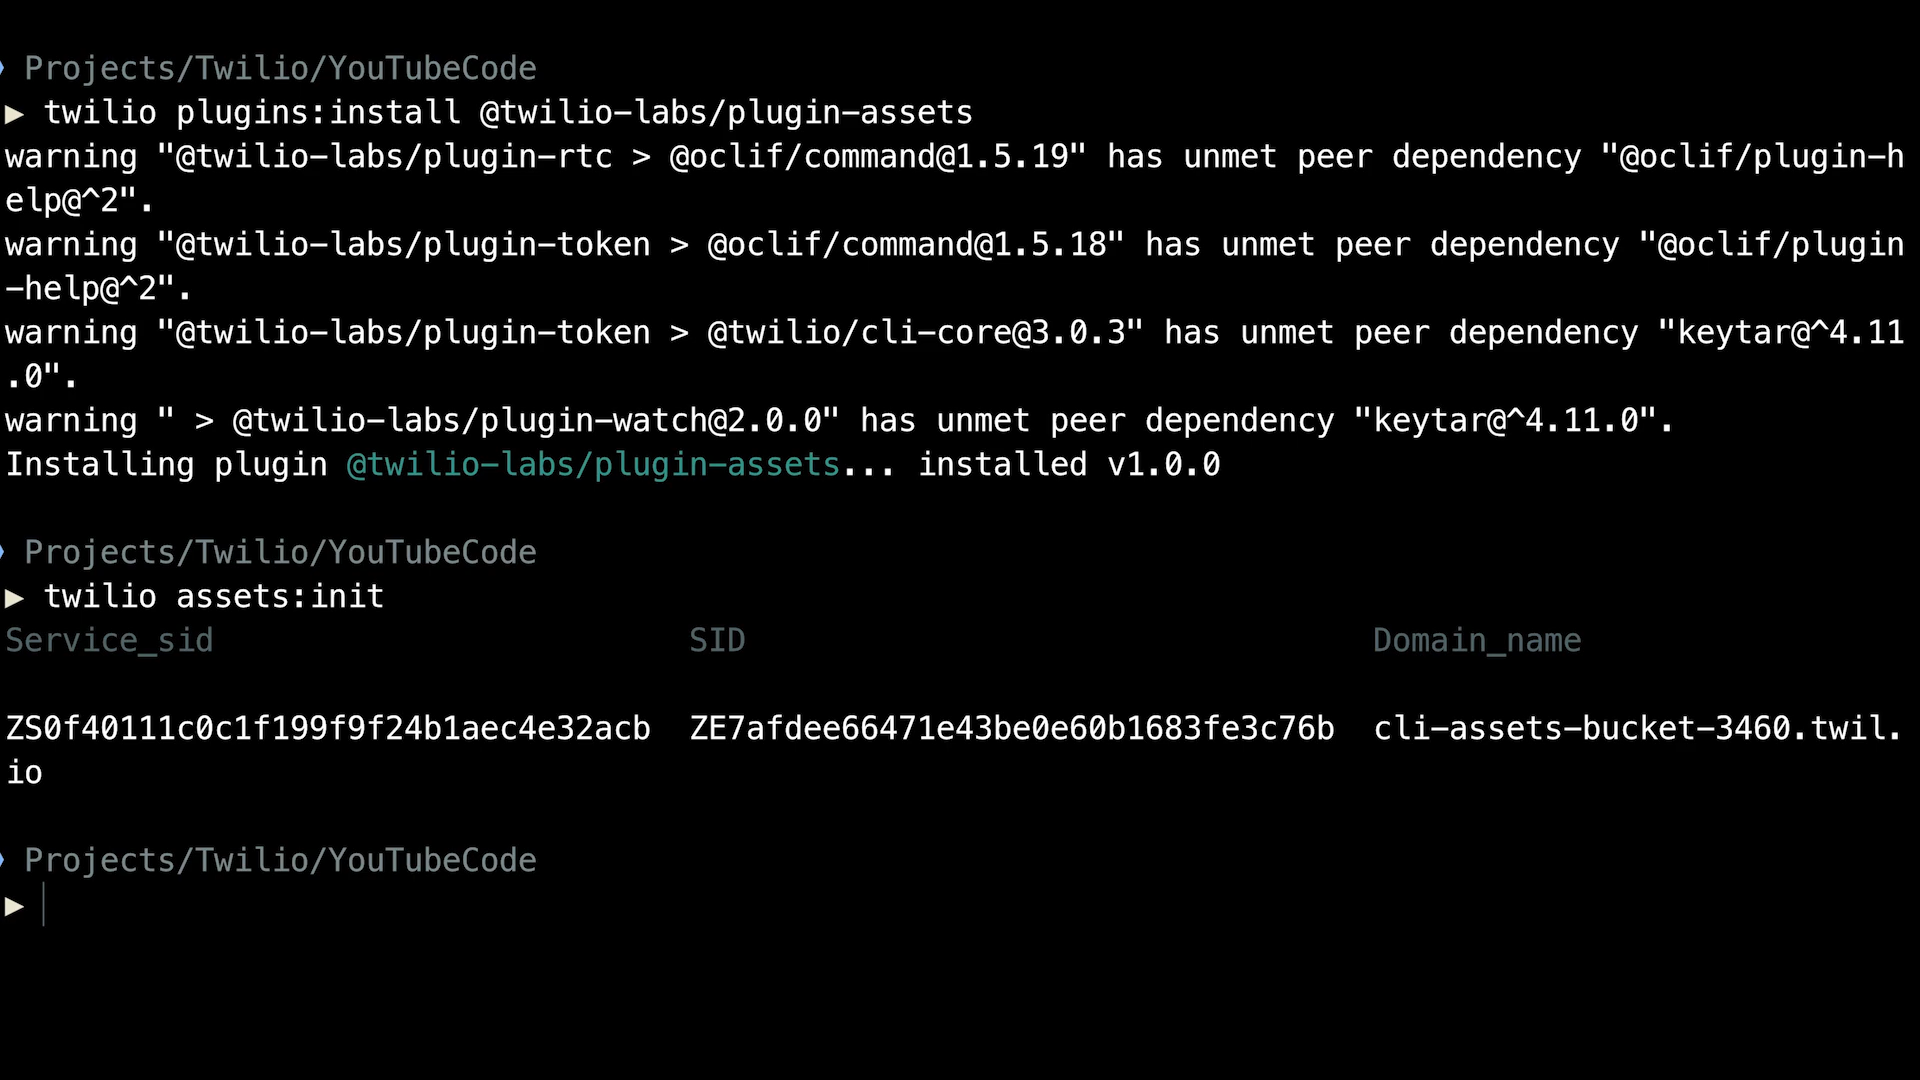 Projects/Twilio/YouTubeCode
▶ twilio plugins:install @twilio-labs/plugin-assets
warning "@twilio-labs/plugin-rtc > @oclif/command@1.5.19" has unmet peer dependency "@oclif/plugin-h
elp@^2".
warning "@twilio-labs/plugin-token > @oclif/command@1.5.18" has unmet peer dependency "@oclif/plugin
-help@^2".
warning "@twilio-labs/plugin-token > @twilio/cli-core@3.0.3" has unmet peer dependency "keytar@^4.11
.0".
warning " > @twilio-labs/plugin-watch@2.0.0" has unmet peer dependency "keytar@^4.11.0".
Installing plugin @twilio-labs/plugin-assets... installed v1.0.0
Projects/Twilio/YouTubeCode
▶ twilio assets:init
Service_sid SID Domain_name
ZS0f40111c0c1f199f9f24b1aec4e32acb ZE7afdee66471e43be0e60b1683fe3c76b cli-assets-bucket-3460.twil.
io
Projects/Twilio/YouTubeCode
▶